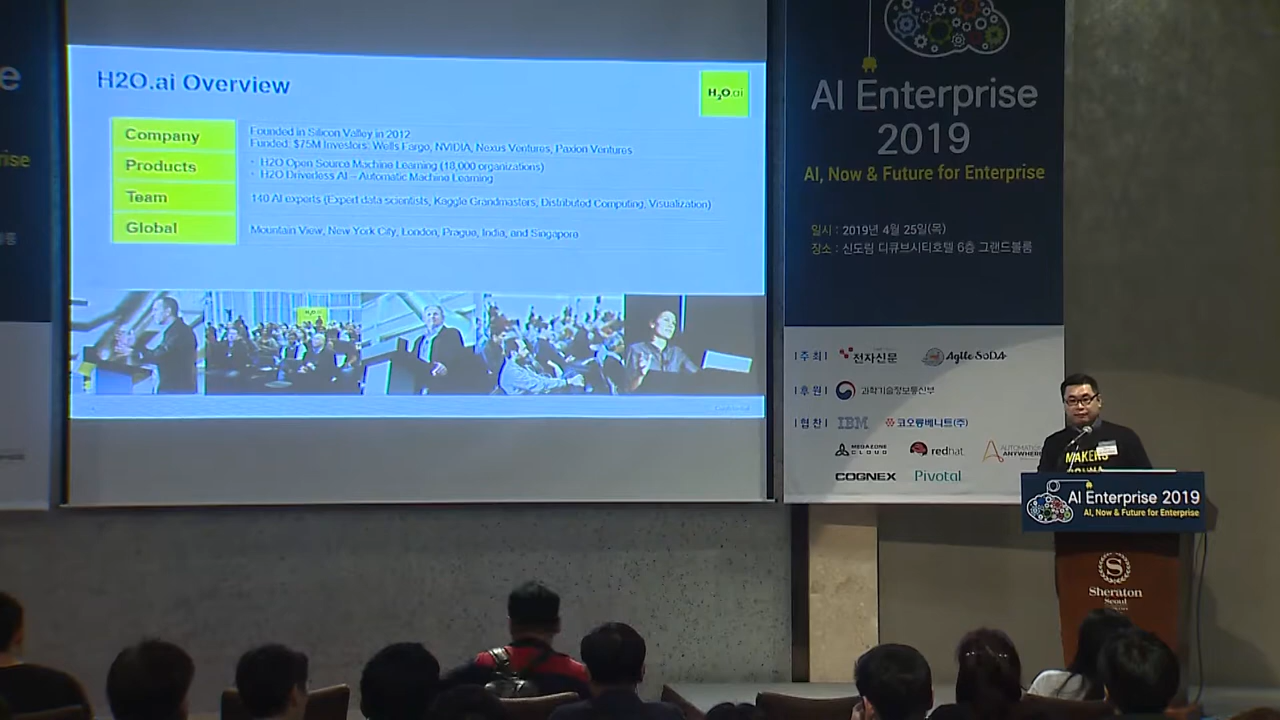 H2O.ai Overview
H2O.ai
Company
Founded in Silicon Valley in 2012
Funded: $75M Investors: Wells Fargo, NVIDIA, Nexus Ventures, Paxion Ventures
Products
• H2O Open Source Machine Learning (18,000 organizations)
• H2O Driverless AI – Automatic Machine Learning
Team
140 AI experts (Expert data scientists, Kaggle Grandmasters, Distributed Computing, Visualization)
Global
Mountain View, New York City, London, Prague, India, and Singapore
H2O.ai
AI Enterprise
2019
AI, Now & Future for Enterprise
일시 : 2019년 4월 25일(목)
장소 : 신도림 디큐브시티호텔 6층 그랜드볼룸
주최
전자신문
Agile SoDA
후원
과학기술정보통신부
협찬
IBM
코오롱베니트(주)
MEGAZONE CLOUD
redhat.
AUTOMATION ANYWHERE
COGNEX
Pivotal
e
rise
MAKERS
AI Enterprise 2019
AI, Now & Future for Enterprise
S
Sheraton
Seoul